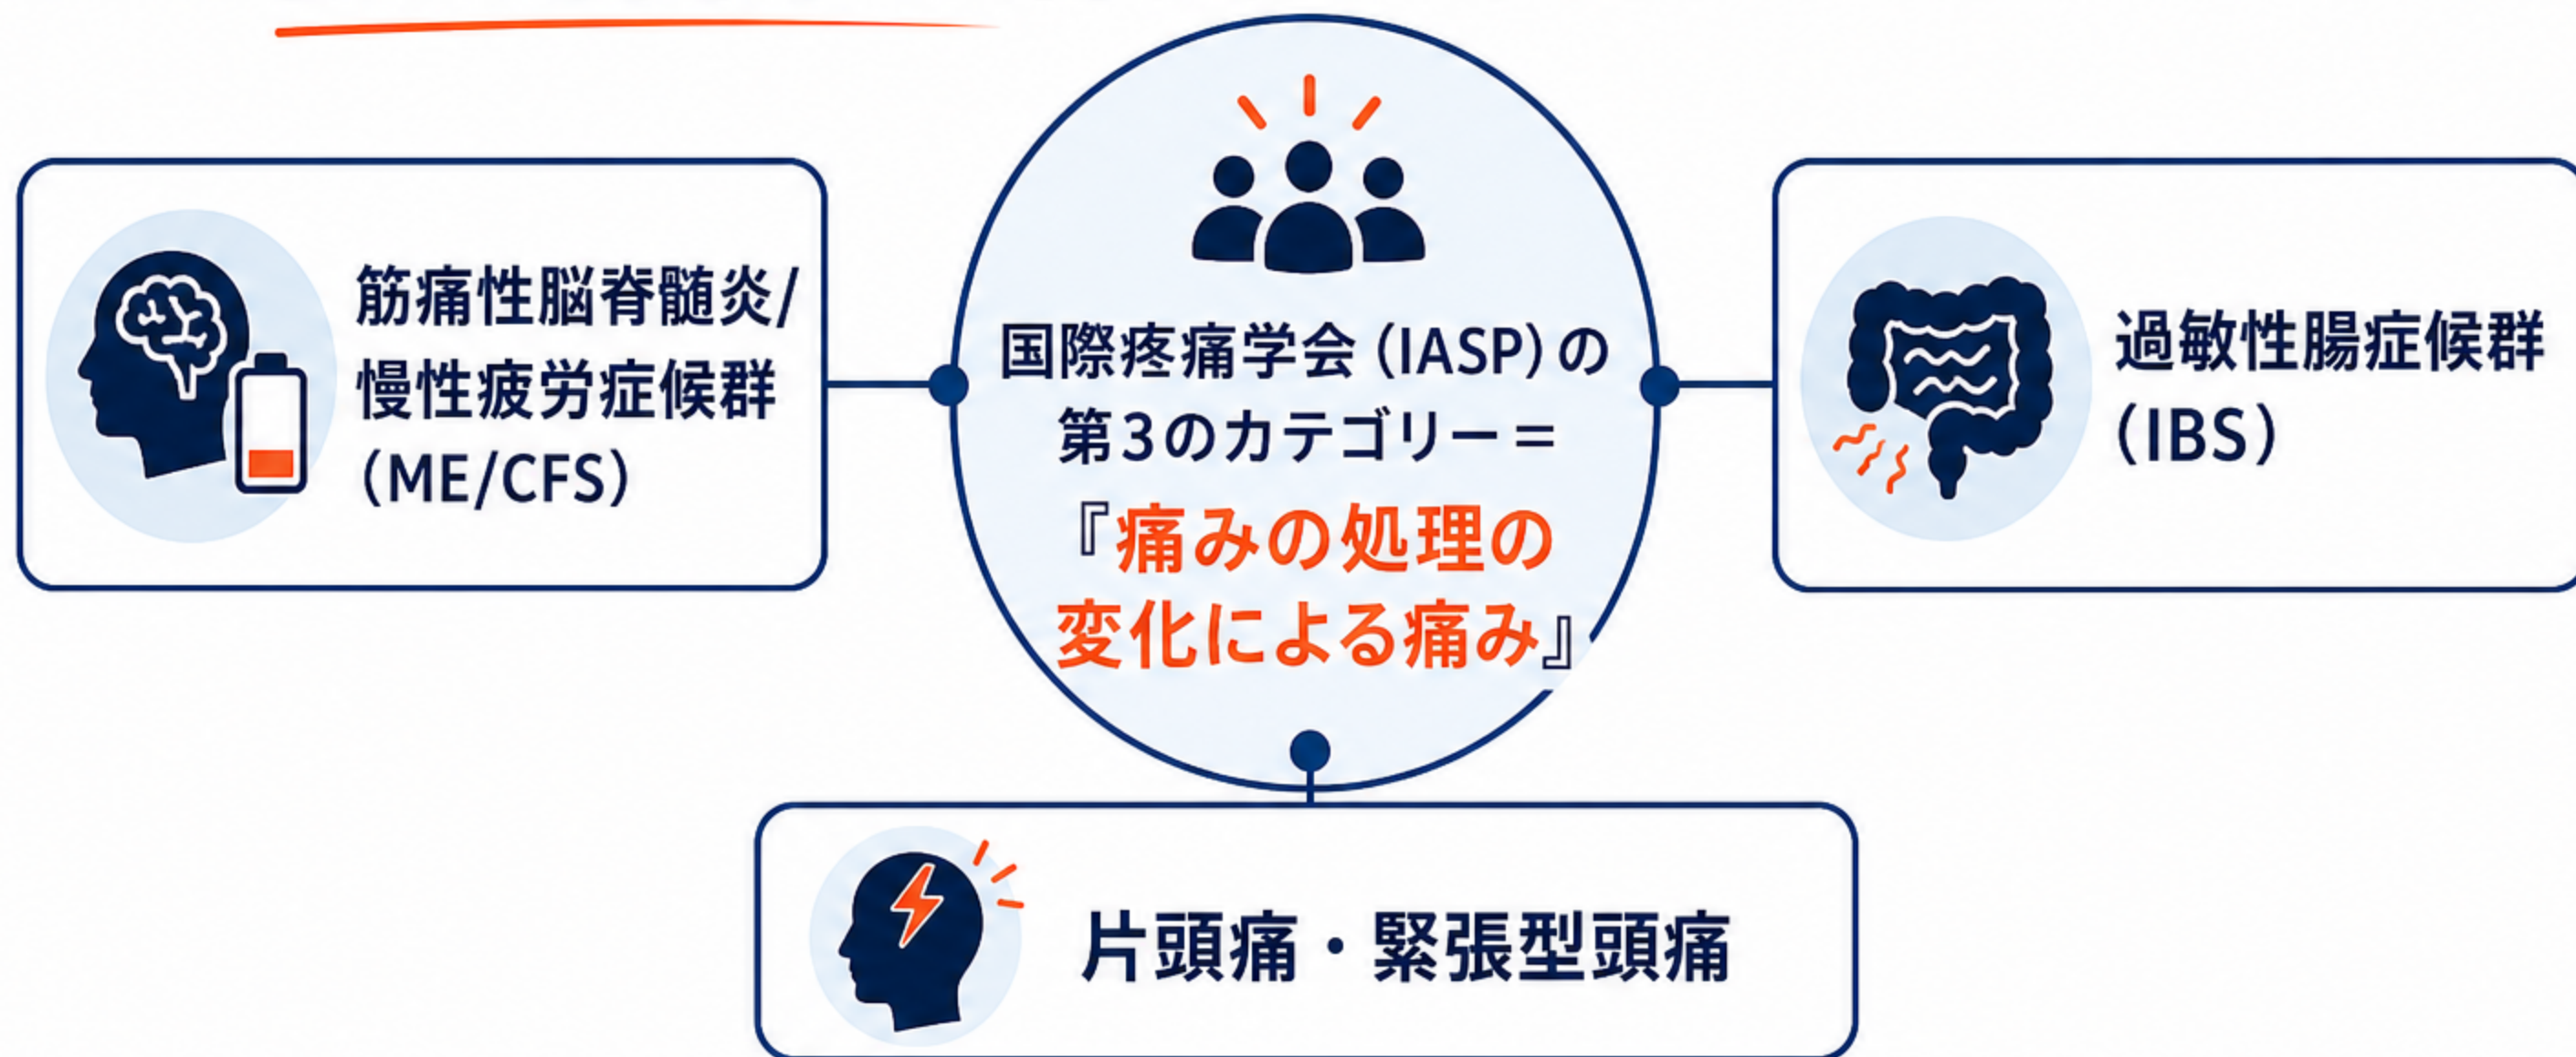 筋痛性脳脊髄炎/
慢性疲労症候群
（ME/CFS）
国際疼痛学会（IASP）の
第3のカテゴリー＝
『痛みの処理の
変化による痛み』
過敏性腸症候群
（IBS）
片頭痛・緊張型頭痛